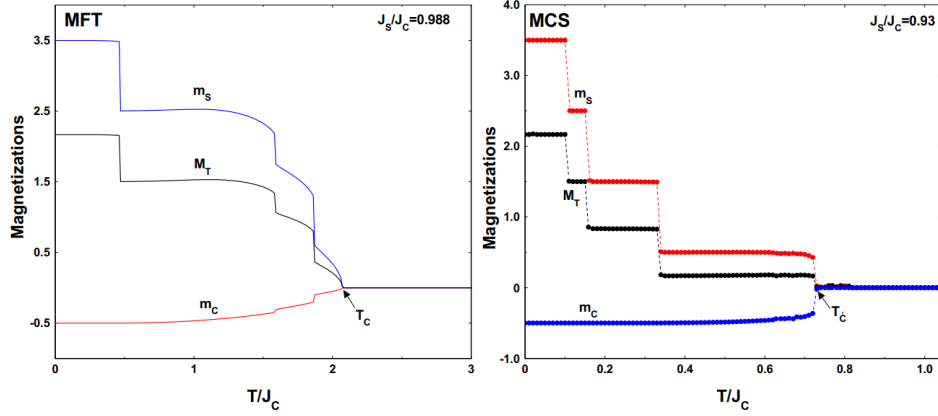 MFT
J_S/J_C=0.988
3.5
2.5
1.5
0.5
-0.5
Magnetizations
m_S
M_T
m_C
T_C
0
1
2
3
T/J_C
MCS
J_S/J_C=0.93
4.0
3.0
2.0
1.0
0
-1.0
Magnetizations
m_S
M_T
m_C
T_Ċ
0.0
0.2
0.4
0.6
0.8
1.0
T/J_C